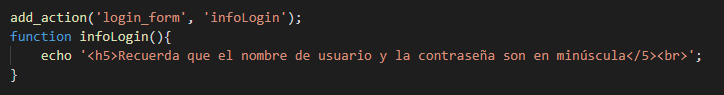 add_action('login_form', 'infoLogin');
function infoLogin(){
    echo '<h5>Recuerda que el nombre de usuario y la contraseña son en minúscula</5><br>';
}